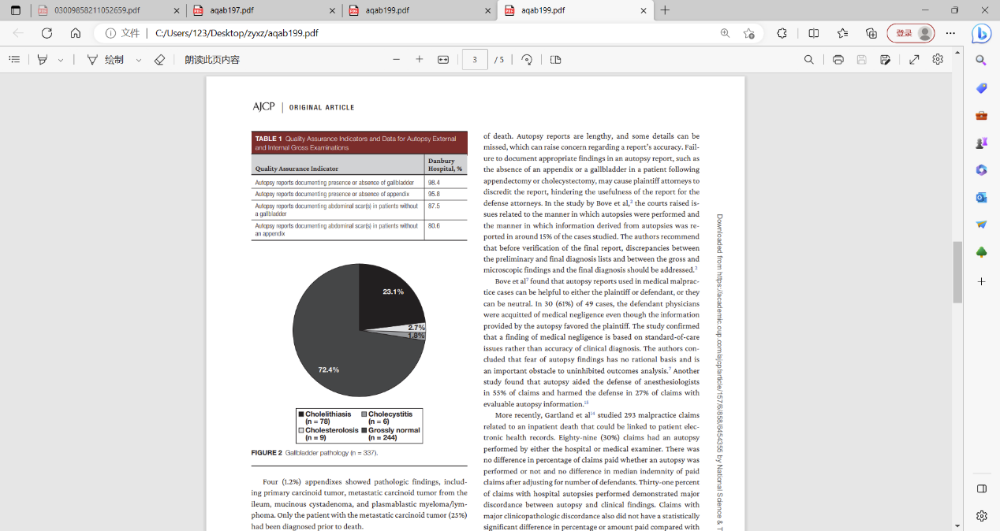 03009858211052659.pdf
aqab197.pdf
aqab199.pdf
aqab199.pdf
文件
C:/Users/123/Desktop/zyxz/aqab199.pdf
登录
绘制
朗读此页内容
3
/ 5
AJCP | ORIGINAL ARTICLE
TABLE 1 Quality Assurance Indicators and Data for Autopsy External
and Internal Gross Examinations
Quality Assurance Indicator
Danbury
Hospital, %
Autopsy reports documenting presence or absence of gallbladder 98.4
Autopsy reports documenting presence or absence of appendix 95.8
Autopsy reports documenting abdominal scar(s) in patients without 87.5
a gallbladder
Autopsy reports documenting abdominal scar(s) in patients without 80.6
an appendix
23.1%
2.7%
1.8%
72.4%
Cholelithiasis
(n = 78)
Cholecystitis
(n = 6)
Cholesterolosis
(n = 9)
Grossly normal
(n = 244)
FIGURE 2 Gallbladder pathology (n = 337).
Four (1.2%) appendixes showed pathologic findings, includ-
ing primary carcinoid tumor, metastatic carcinoid tumor from the
ileum, mucinous cystadenoma, and plasmablastic myeloma/lym-
phoma. Only the patient with the metastatic carcinoid tumor (25%)
had been diagnosed prior to death.
of death. Autopsy reports are lengthy, and some details can be
missed, which can raise concern regarding a report's accuracy. Fail-
ure to document appropriate findings in an autopsy report, such as
the absence of an appendix or a gallbladder in a patient following
appendectomy or cholecystectomy, may cause plaintiff attorneys to
discredit the report, hindering the usefulness of the report for the
defense attorneys. In the study by Bove et al,² the courts raised is-
sues related to the manner in which autopsies were performed and
the manner in which information derived from autopsies was re-
ported in around 15% of the cases studied. The authors recommend
that before verification of the final report, discrepancies between
the preliminary and final diagnosis lists and between the gross and
microscopic findings and the final diagnosis should be addressed.²
Bove et al⁷ found that autopsy reports used in medical malprac-
tice cases can be helpful to either the plaintiff or defendant, or they
can be neutral. In 30 (61%) of 49 cases, the defendant physicians
were acquitted of medical negligence even though the information
provided by the autopsy favored the plaintiff. The study confirmed
that a finding of medical negligence is based on standard-of-care
issues rather than accuracy of clinical diagnosis. The authors con-
cluded that fear of autopsy findings has no rational basis and is
an important obstacle to uninhibited outcomes analysis.⁷ Another
study found that autopsy aided the defense of anesthesiologists
in 55% of claims and harmed the defense in 27% of claims with
evaluable autopsy information.¹⁵
More recently, Gartland et al¹⁴ studied 293 malpractice claims
related to an inpatient death that could be linked to patient elec-
tronic health records. Eighty-nine (30%) claims had an autopsy
performed by either the hospital or medical examiner. There was
no difference in percentage of claims paid whether an autopsy was
performed or not and no difference in median indemnity of paid
claims after adjusting for number of defendants. Thirty-one percent
of claims with hospital autopsies performed demonstrated major
discordance between autopsy and clinical findings. Claims with
major clinicopathologic discordance also did not have a statistically
significant difference in percentage or amount paid compared with
Downloaded from https://academic.oup.com/ajcp/article/157/6/858/6454355 by National Science & T